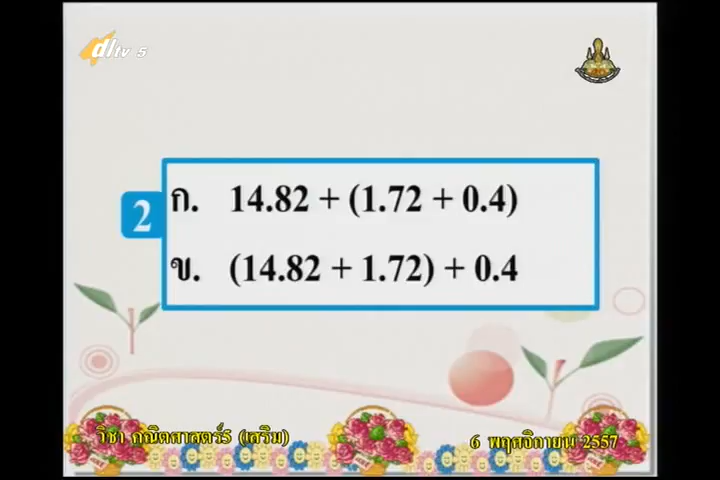 dltv 5
2
ก. 14.82 + (1.72 + 0.4)
ข. (14.82 + 1.72) + 0.4
วิชา คณิตศาสตร์5 (เสริม)
6 พฤศจิกายน 2557